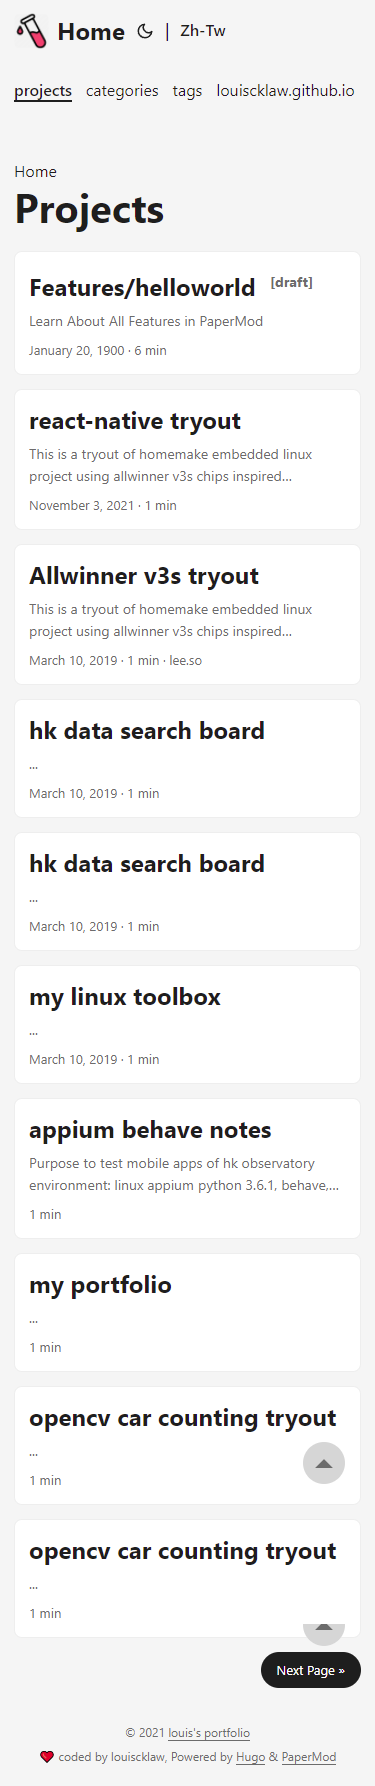 Home | Zh-Tw
projects categories tags louiscklaw.github.io
Home
Projects
Features/helloworld [draft]
Learn About All Features in PaperMod
January 20, 1900 · 6 min
react-native tryout
This is a tryout of homemake embedded linux
project using allwinner v3s chips inspired...
November 3, 2021 · 1 min
Allwinner v3s tryout
This is a tryout of homemake embedded linux
project using allwinner v3s chips inspired...
March 10, 2019 · 1 min · lee.so
hk data search board
...
March 10, 2019 · 1 min
hk data search board
...
March 10, 2019 · 1 min
my linux toolbox
...
March 10, 2019 · 1 min
appium behave notes
Purpose to test mobile apps of hk observatory
environment: linux appium python 3.6.1, behave,...
1 min
my portfolio
...
1 min
opencv car counting tryout
...
1 min
opencv car counting tryout
...
1 min
Next Page »
© 2021 louis's portfolio
coded by louiscklaw, Powered by Hugo & PaperMod